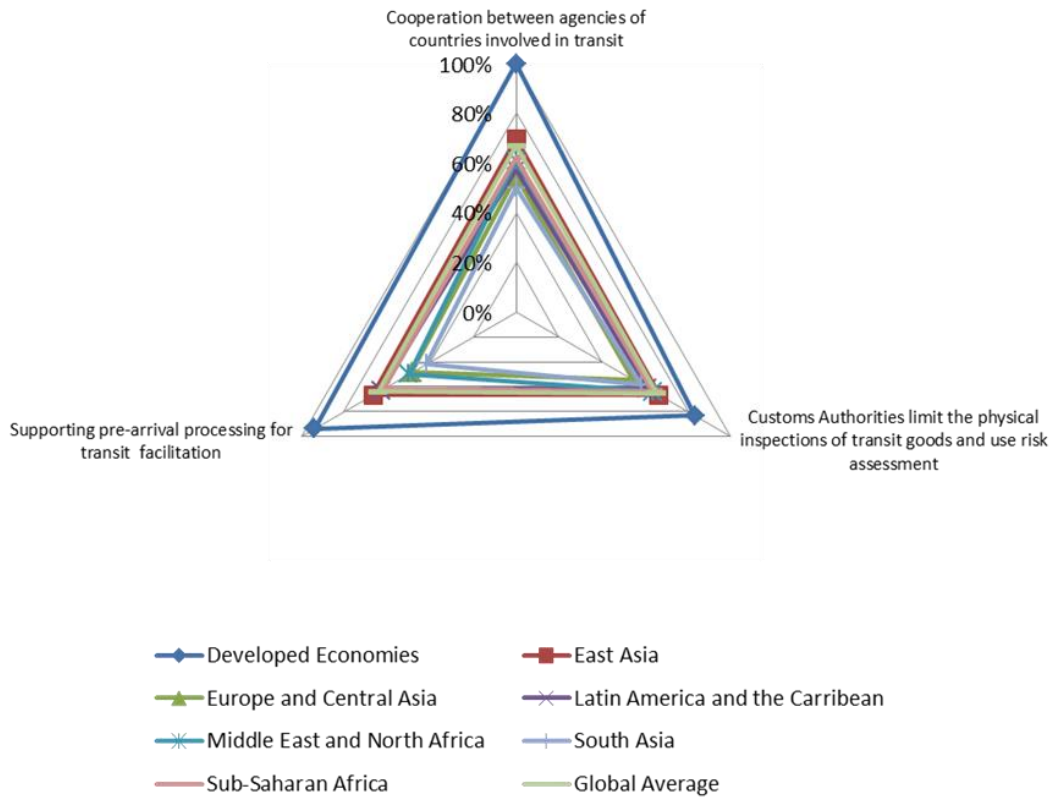 Cooperation between agencies of
countries involved in transit
100%
80%
60%
40%
20%
0%
Supporting pre-arrival processing for
transit facilitation
Customs Authorities limit the physical
inspections of transit goods and use risk
assessment
Developed Economies
East Asia
Europe and Central Asia
Latin America and the Carribean
Middle East and North Africa
South Asia
Sub-Saharan Africa
Global Average